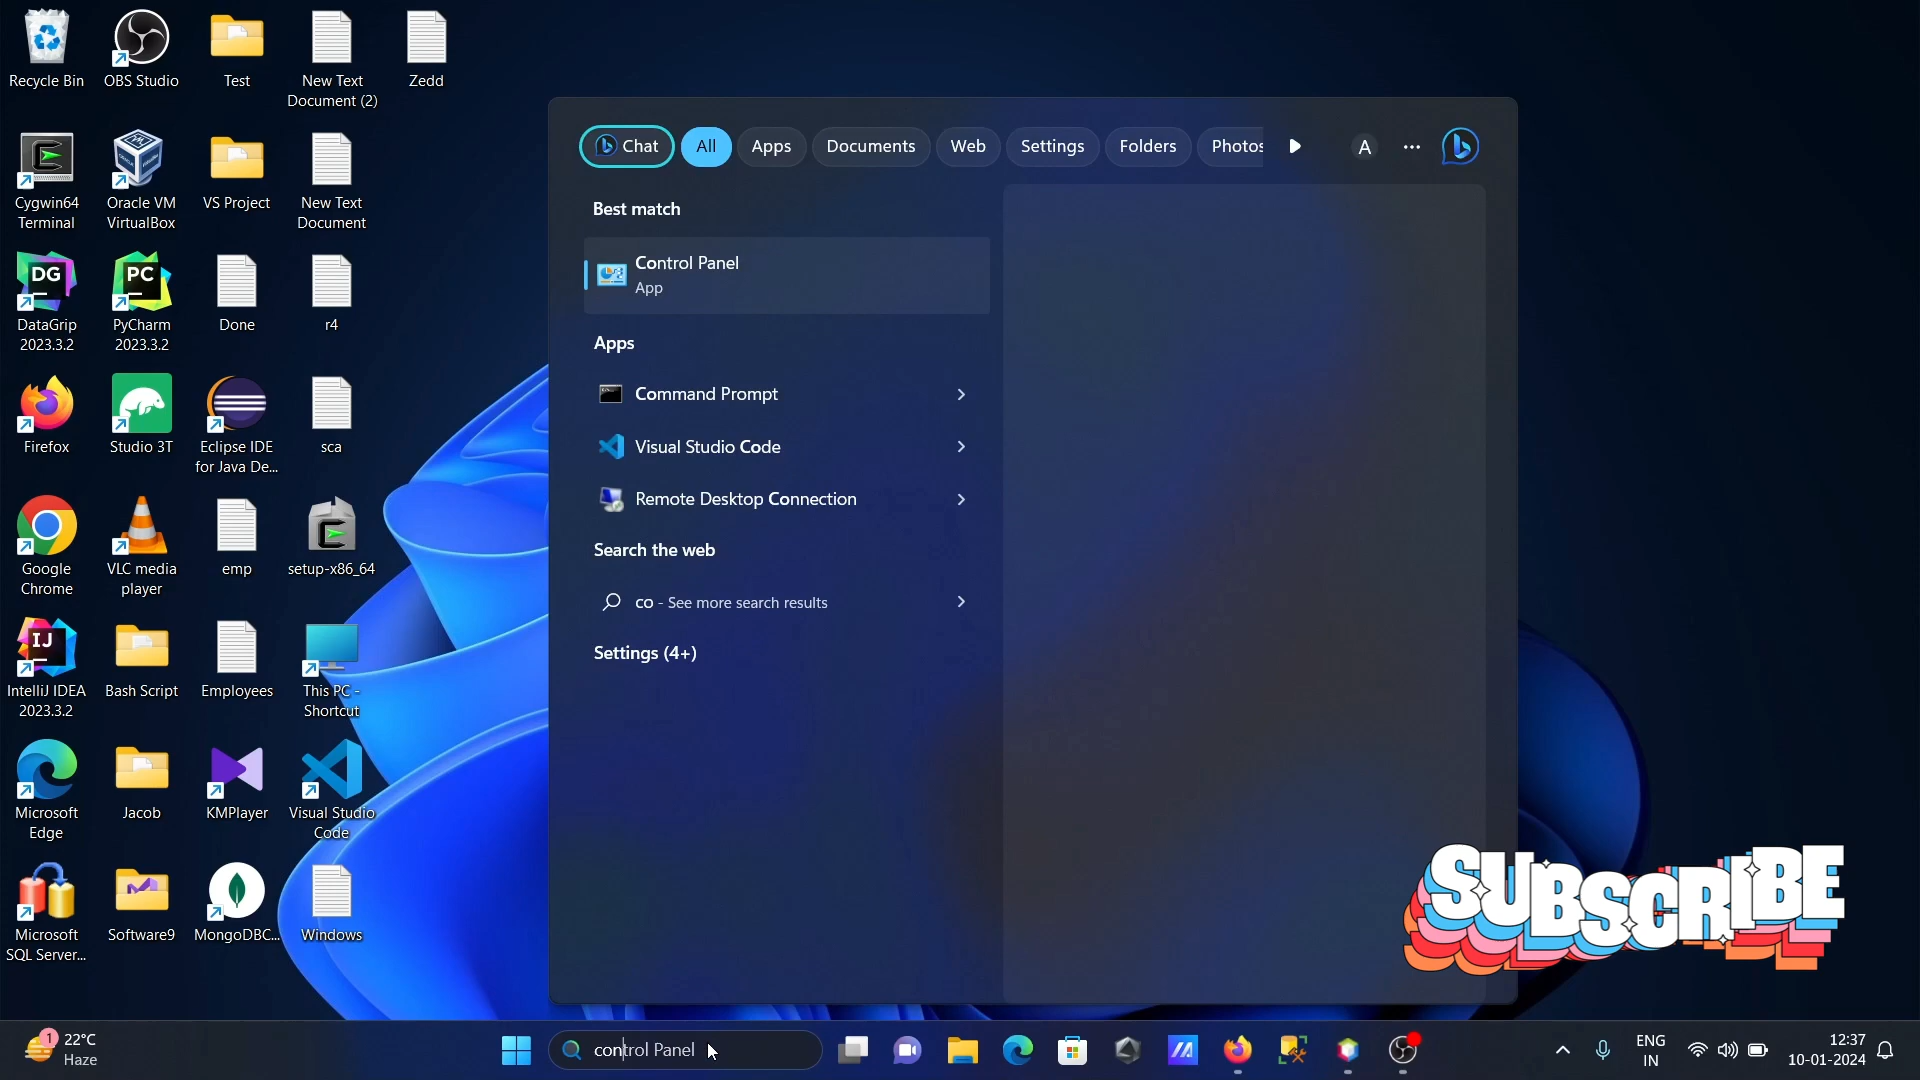 Recycle Bin
OBS Studio
Test
New Text
Document (2)
Zedd
Cygwin64
Terminal
Oracle VM
VirtualBox
VS Project
New Text
Document
DG
DataGrip
2023.3.2
PC
PyCharm
2023.3.2
Done
r4
Firefox
Studio 3T
Eclipse IDE
for Java De...
sca
Google
Chrome
VLC media
player
emp
setup-x86_64
IJ
IntelliJ IDEA
2023.3.2
Bash Script
Employees
This PC -
Shortcut
Microsoft
Edge
Jacob
KMPlayer
Visual Studio
Code
Microsoft
SQL Server...
Software9
MongoDBC...
Windows
Chat
All
Apps
Documents
Web
Settings
Folders
Photos
A
Best match
Control Panel
App
Apps
Command Prompt
Visual Studio Code
Remote Desktop Connection
Search the web
co - See more search results
Settings (4+)
SUBSCRIBE
1
22°C
Haze
control Panel
ENG
IN
12:37
10-01-2024